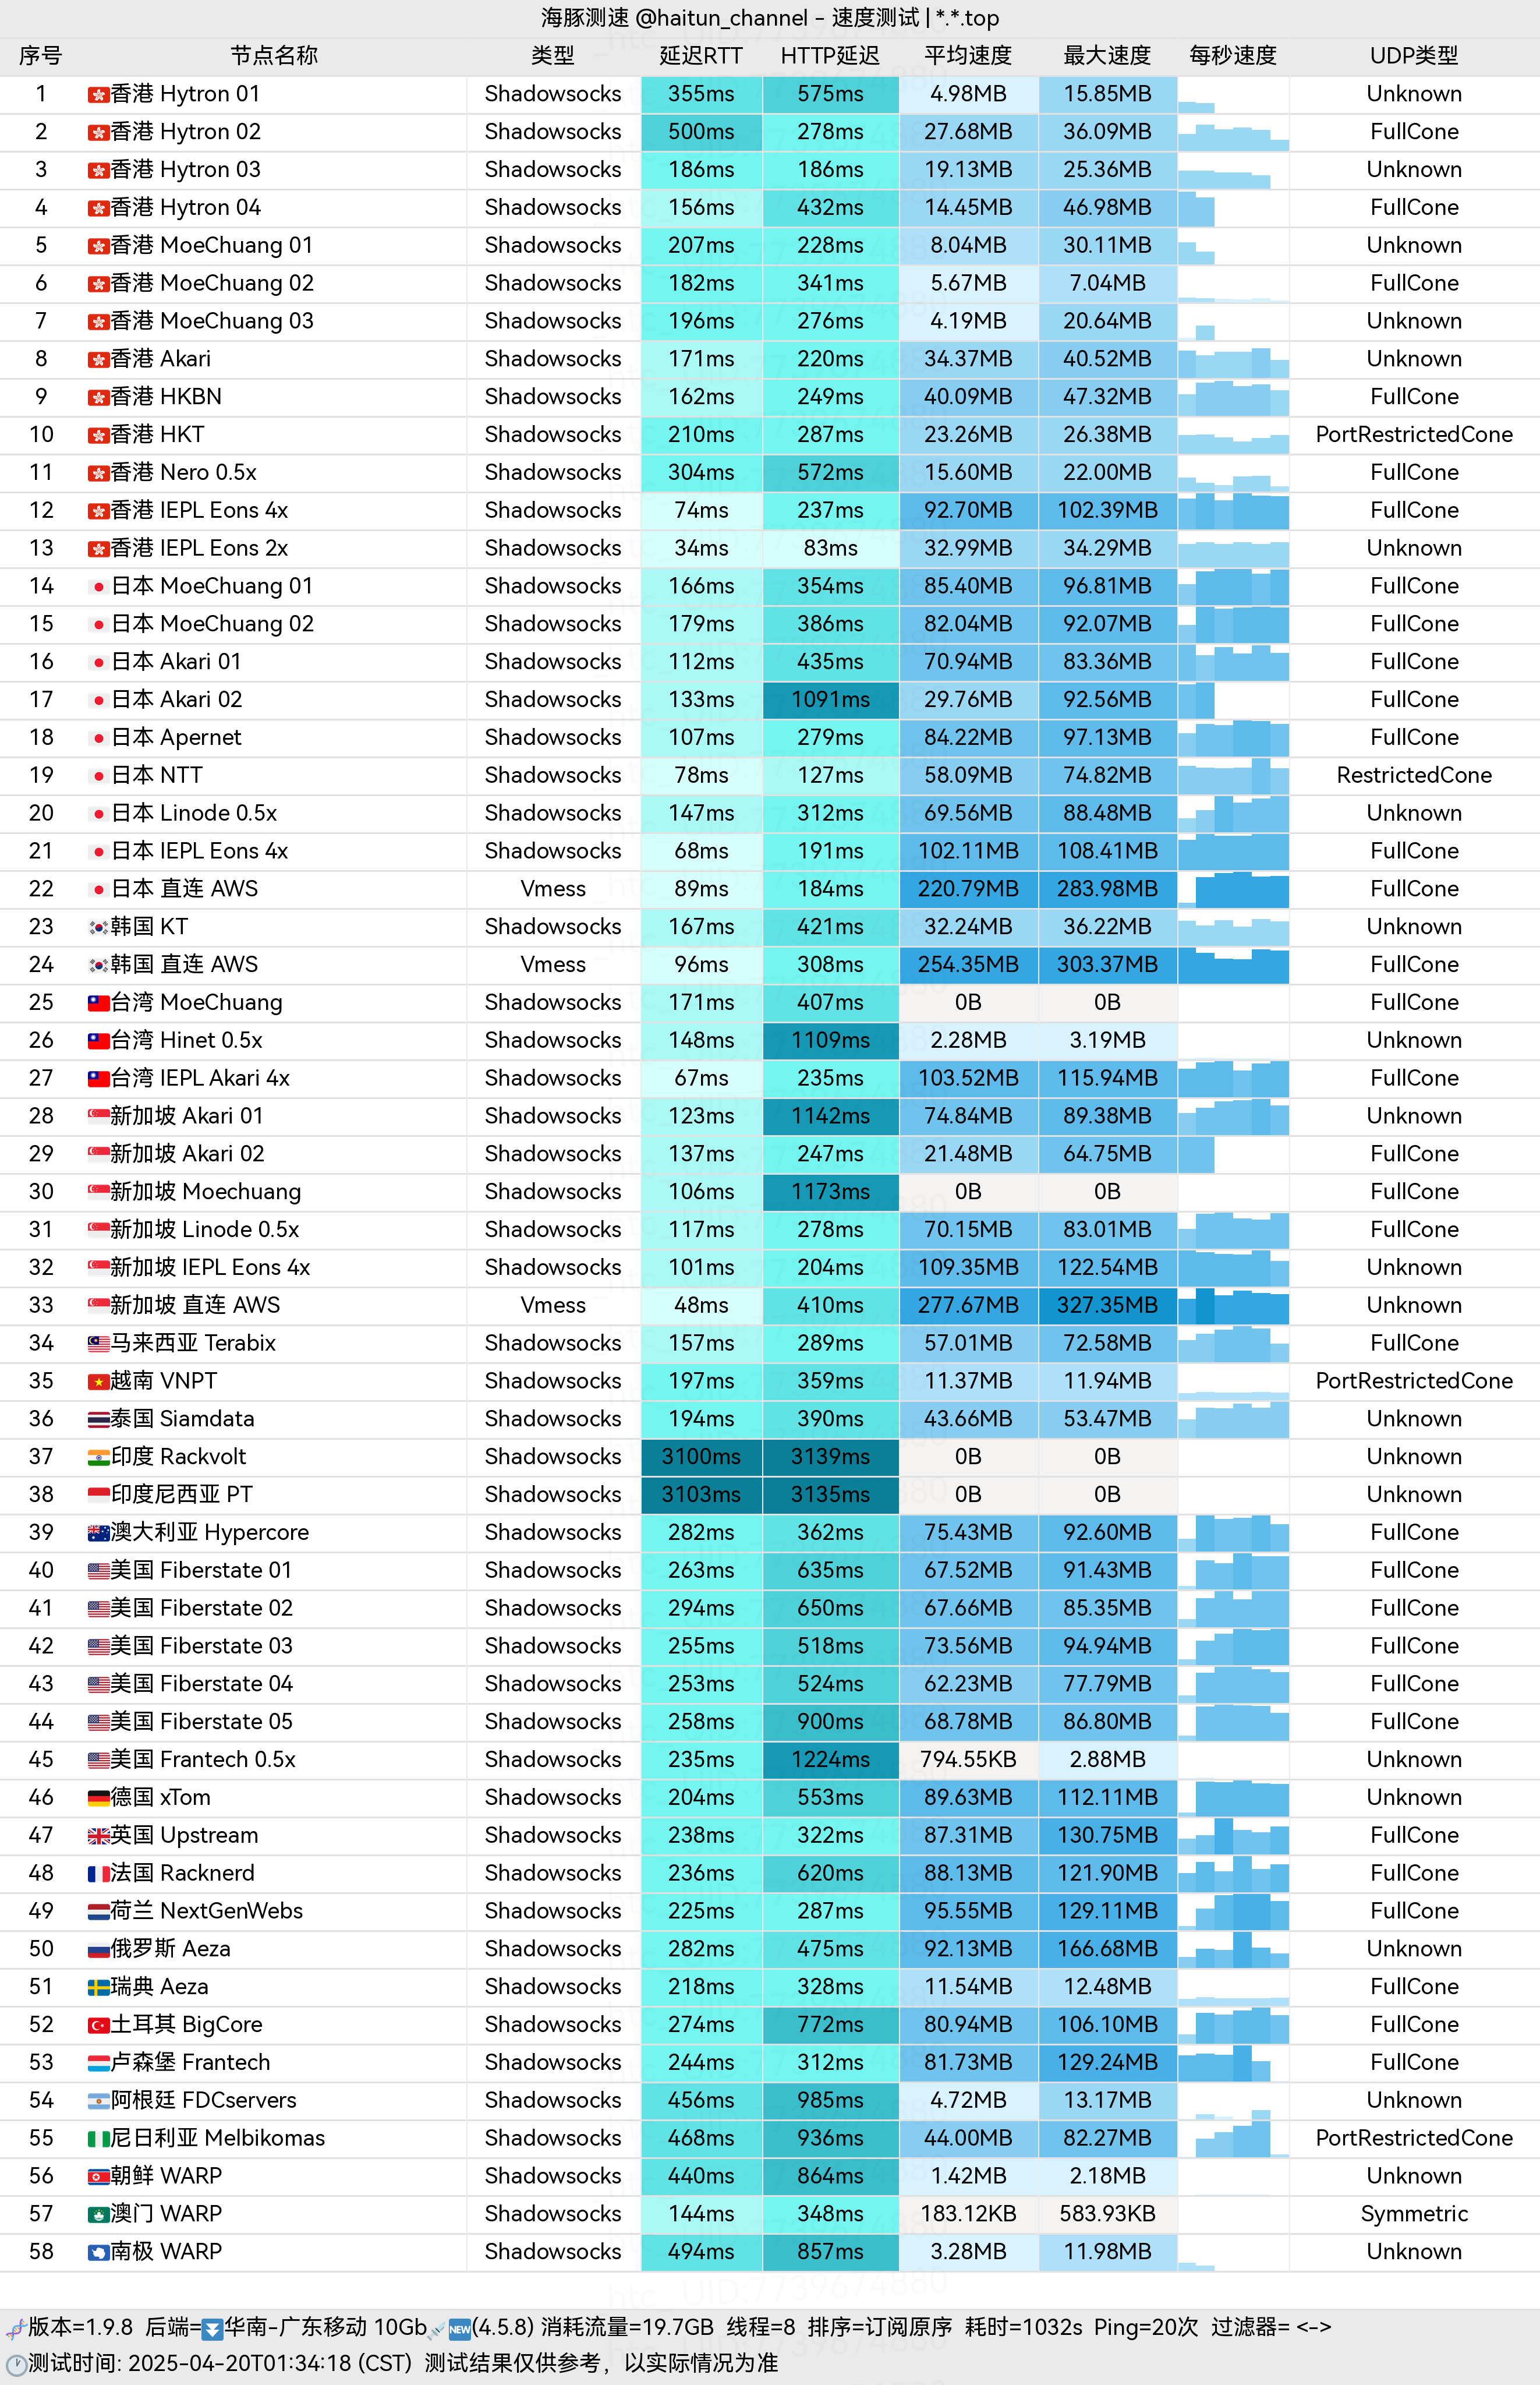 海豚测速 @haitun_channel - 速度测试 | *.*.top
序号 节点名称 类型 延迟RTT HTTP延迟 平均速度 最大速度 每秒速度 UDP类型
1 香港 Hytron 01 Shadowsocks 355ms 575ms 4.98MB 15.85MB Unknown
2 香港 Hytron 02 Shadowsocks 500ms 278ms 27.68MB 36.09MB FullCone
3 香港 Hytron 03 Shadowsocks 186ms 186ms 19.13MB 25.36MB Unknown
4 香港 Hytron 04 Shadowsocks 156ms 432ms 14.45MB 46.98MB FullCone
5 香港 MoeChuang 01 Shadowsocks 207ms 228ms 8.04MB 30.11MB Unknown
6 香港 MoeChuang 02 Shadowsocks 182ms 341ms 5.67MB 7.04MB FullCone
7 香港 MoeChuang 03 Shadowsocks 196ms 276ms 4.19MB 20.64MB Unknown
8 香港 Akari Shadowsocks 171ms 220ms 34.37MB 40.52MB Unknown
9 香港 HKBN Shadowsocks 162ms 249ms 40.09MB 47.32MB FullCone
10 香港 HKT Shadowsocks 210ms 287ms 23.26MB 26.38MB PortRestrictedCone
11 香港 Nero 0.5x Shadowsocks 304ms 572ms 15.60MB 22.00MB FullCone
12 香港 IEPL Eons 4x Shadowsocks 74ms 237ms 92.70MB 102.39MB FullCone
13 香港 IEPL Eons 2x Shadowsocks 34ms 83ms 32.99MB 34.29MB Unknown
14 日本 MoeChuang 01 Shadowsocks 166ms 354ms 85.40MB 96.81MB FullCone
15 日本 MoeChuang 02 Shadowsocks 179ms 386ms 82.04MB 92.07MB FullCone
16 日本 Akari 01 Shadowsocks 112ms 435ms 70.94MB 83.36MB FullCone
17 日本 Akari 02 Shadowsocks 133ms 1091ms 29.76MB 92.56MB FullCone
18 日本 Apernet Shadowsocks 107ms 279ms 84.22MB 97.13MB FullCone
19 日本 NTT Shadowsocks 78ms 127ms 58.09MB 74.82MB RestrictedCone
20 日本 Linode 0.5x Shadowsocks 147ms 312ms 69.56MB 88.48MB Unknown
21 日本 IEPL Eons 4x Shadowsocks 68ms 191ms 102.11MB 108.41MB FullCone
22 日本 直连 AWS Vmess 89ms 184ms 220.79MB 283.98MB FullCone
23 韩国 KT Shadowsocks 167ms 421ms 32.24MB 36.22MB Unknown
24 韩国 直连 AWS Vmess 96ms 308ms 254.35MB 303.37MB FullCone
25 台湾 MoeChuang Shadowsocks 171ms 407ms 0B 0B FullCone
26 台湾 Hinet 0.5x Shadowsocks 148ms 1109ms 2.28MB 3.19MB Unknown
27 台湾 IEPL Akari 4x Shadowsocks 67ms 235ms 103.52MB 115.94MB FullCone
28 新加坡 Akari 01 Shadowsocks 123ms 1142ms 74.84MB 89.38MB Unknown
29 新加坡 Akari 02 Shadowsocks 137ms 247ms 21.48MB 64.75MB FullCone
30 新加坡 Moechuang Shadowsocks 106ms 1173ms 0B 0B FullCone
31 新加坡 Linode 0.5x Shadowsocks 117ms 278ms 70.15MB 83.01MB FullCone
32 新加坡 IEPL Eons 4x Shadowsocks 101ms 204ms 109.35MB 122.54MB Unknown
33 新加坡 直连 AWS Vmess 48ms 410ms 277.67MB 327.35MB Unknown
34 马来西亚 Terabix Shadowsocks 157ms 289ms 57.01MB 72.58MB FullCone
35 越南 VNPT Shadowsocks 197ms 359ms 11.37MB 11.94MB PortRestrictedCone
36 泰国 Siamdata Shadowsocks 194ms 390ms 43.66MB 53.47MB Unknown
37 印度 Rackvolt Shadowsocks 3100ms 3139ms 0B 0B Unknown
38 印度尼西亚 PT Shadowsocks 3103ms 3135ms 0B 0B Unknown
39 澳大利亚 Hypercore Shadowsocks 282ms 362ms 75.43MB 92.60MB FullCone
40 美国 Fiberstate 01 Shadowsocks 263ms 635ms 67.52MB 91.43MB FullCone
41 美国 Fiberstate 02 Shadowsocks 294ms 650ms 67.66MB 85.35MB FullCone
42 美国 Fiberstate 03 Shadowsocks 255ms 518ms 73.56MB 94.94MB FullCone
43 美国 Fiberstate 04 Shadowsocks 253ms 524ms 62.23MB 77.79MB FullCone
44 美国 Fiberstate 05 Shadowsocks 258ms 900ms 68.78MB 86.80MB FullCone
45 美国 Frantech 0.5x Shadowsocks 235ms 1224ms 794.55KB 2.88MB Unknown
46 德国 xTom Shadowsocks 204ms 553ms 89.63MB 112.11MB Unknown
47 英国 Upstream Shadowsocks 238ms 322ms 87.31MB 130.75MB FullCone
48 法国 Racknerd Shadowsocks 236ms 620ms 88.13MB 121.90MB FullCone
49 荷兰 NextGenWebs Shadowsocks 225ms 287ms 95.55MB 129.11MB FullCone
50 俄罗斯 Aeza Shadowsocks 282ms 475ms 92.13MB 166.68MB Unknown
51 瑞典 Aeza Shadowsocks 218ms 328ms 11.54MB 12.48MB FullCone
52 土耳其 BigCore Shadowsocks 274ms 772ms 80.94MB 106.10MB FullCone
53 卢森堡 Frantech Shadowsocks 244ms 312ms 81.73MB 129.24MB FullCone
54 阿根廷 FDCservers Shadowsocks 456ms 985ms 4.72MB 13.17MB Unknown
55 尼日利亚 Melbikomas Shadowsocks 468ms 936ms 44.00MB 82.27MB PortRestrictedCone
56 朝鲜 WARP Shadowsocks 440ms 864ms 1.42MB 2.18MB Unknown
57 澳门 WARP Shadowsocks 144ms 348ms 183.12KB 583.93KB Symmetric
58 南极 WARP Shadowsocks 494ms 857ms 3.28MB 11.98MB Unknown
版本=1.9.8 后端=华南-广东移动 10Gb NEW (4.5.8) 消耗流量=19.7GB 线程=8 排序=订阅原序 耗时=1032s Ping=20次 过滤器= <->
测试时间: 2025-04-20T01:34:18 (CST) 测试结果仅供参考，以实际情况为准